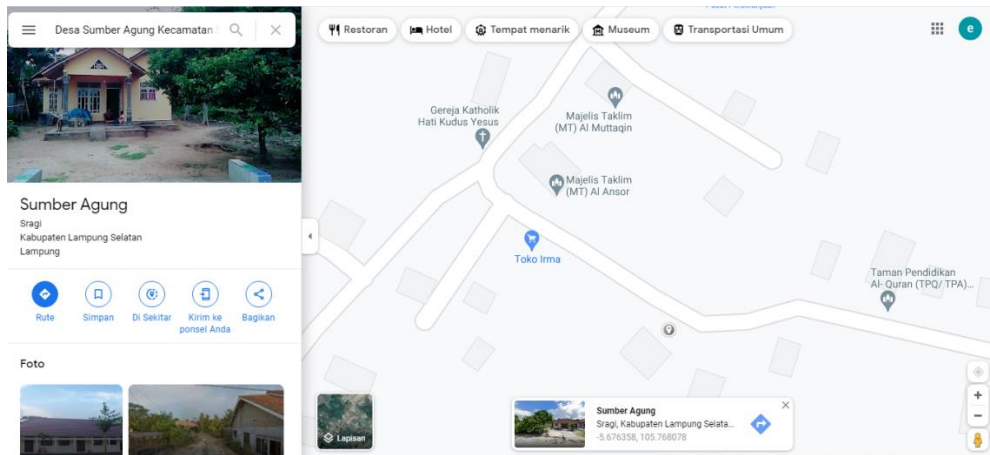 Desa Sumber Agung Kecamatan
Restoran
Hotel
Tempat menarik
Museum
Transportasi Umum
e
Sumber Agung
Sragi
Kabupaten Lampung Selatan
Lampung
Rute
Simpan
Di Sekitar
Kirim ke
ponsel Anda
Bagikan
Foto
Gereja Katholik
Hati Kudus Yesus
Majelis Taklim
(MT) Al Muttaqin
Majelis Taklim
(MT) Al Ansor
Toko Irma
Taman Pendidikan
Al- Quran (TPQ/ TPA)...
Lapisan
Sumber Agung
Sragi, Kabupaten Lampung Selata...
-5.676358, 105.768078